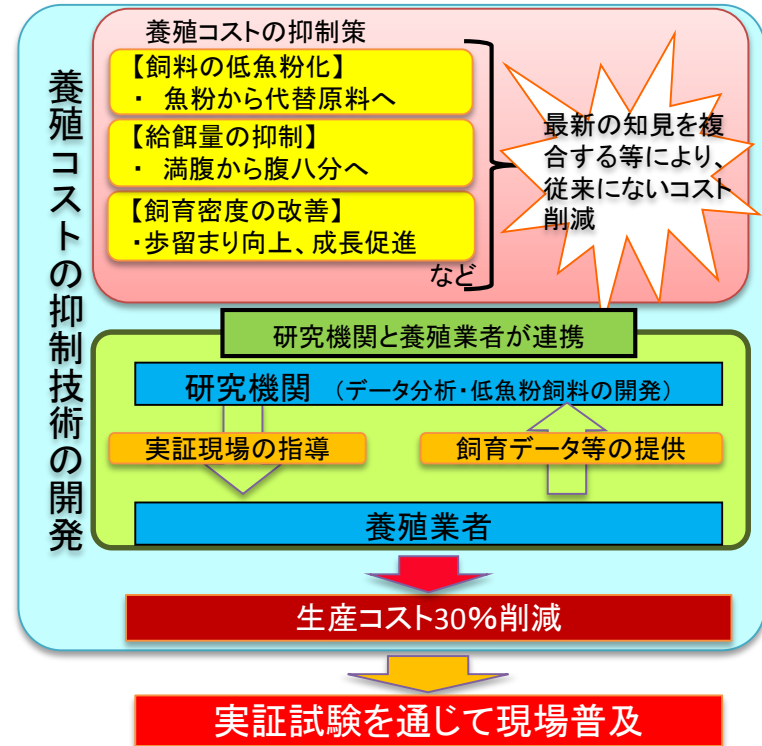 養殖コストの抑制技術の開発
養殖コストの抑制策
【飼料の低魚粉化】
・ 魚粉から代替原料へ
【給餌量の抑制】
・ 満腹から腹八分へ
【飼育密度の改善】
・歩留まり向上、成長促進
など
最新の知見を複
合する等により、
従来にないコスト
削減
研究機関と養殖業者が連携
研究機関 （データ分析・低魚粉飼料の開発）
実証現場の指導
飼育データ等の提供
養殖業者
生産コスト30%削減
実証試験を通じて現場普及